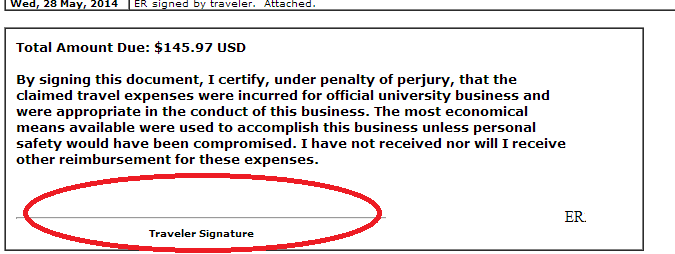 Wed, 28 May, 2014 ER signed by traveler. Attached.
Total Amount Due: $145.97 USD
By signing this document, I certify, under penalty of perjury, that the
claimed travel expenses were incurred for official university business and
were appropriate in the conduct of this business. The most economical
means available were used to accomplish this business unless personal
safety would have been compromised. I have not received nor will I receive
other reimbursement for these expenses.
ER.
Traveler Signature